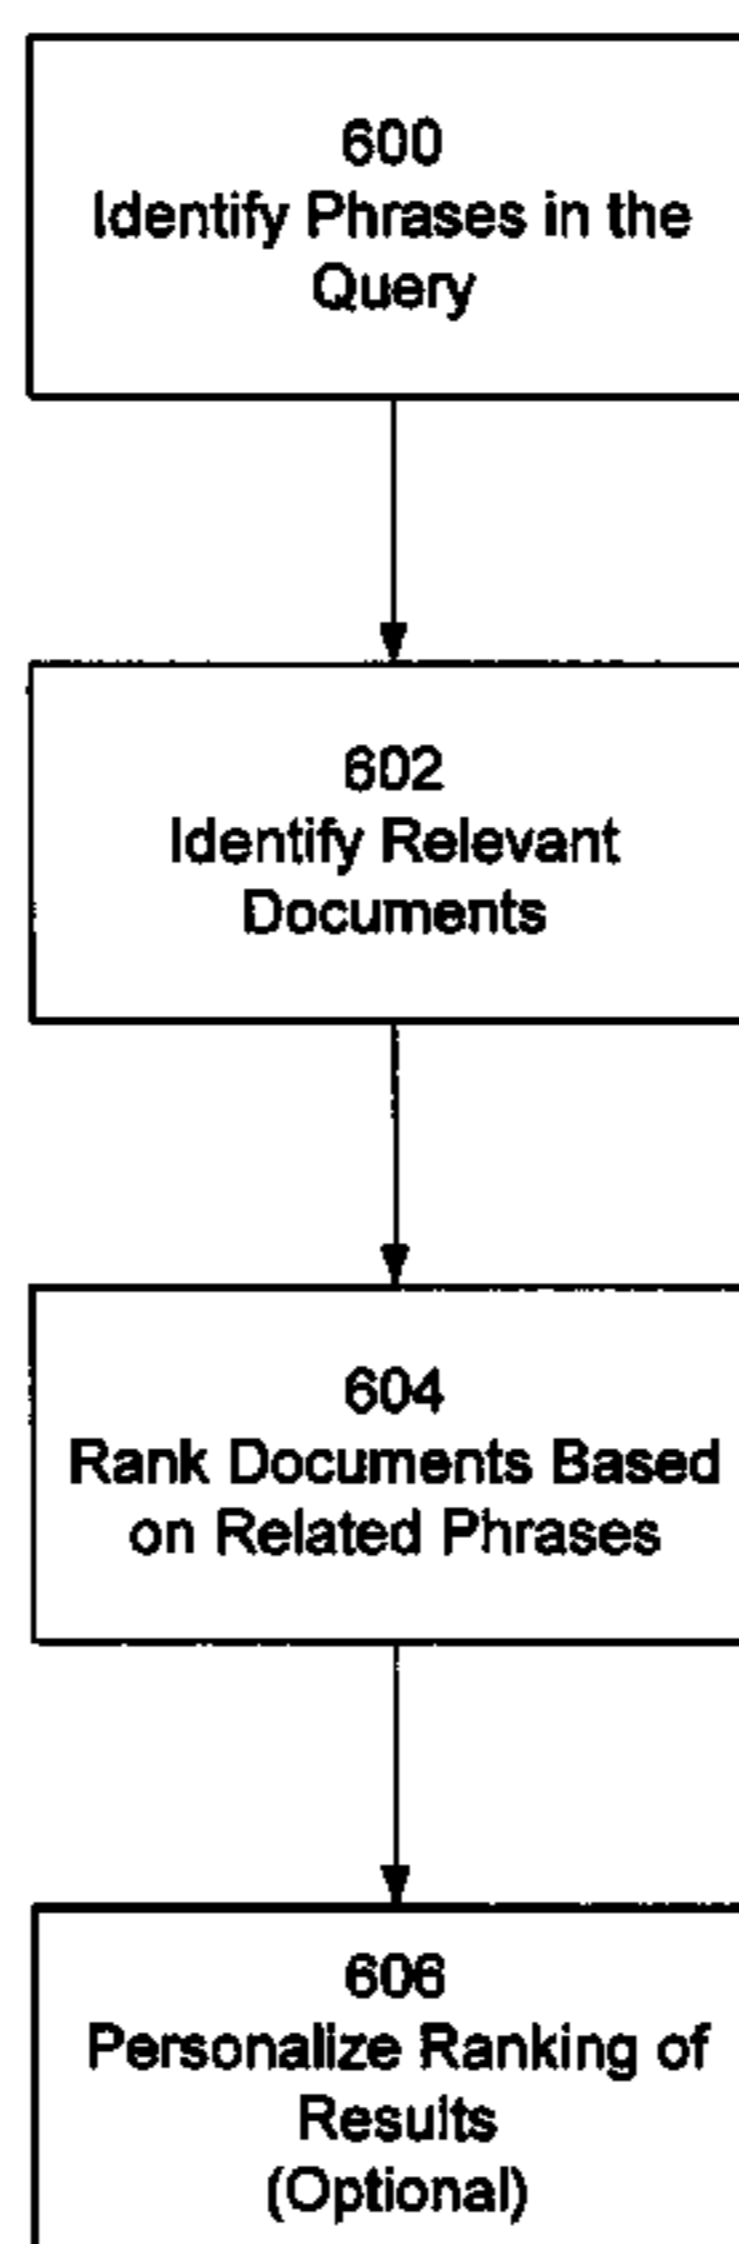 600
Identify Phrases in the
Query
602
Identify Relevant
Documents
604
Rank Documents Based
on Related Phrases
606
Personalize Ranking of
Results
(Optional)